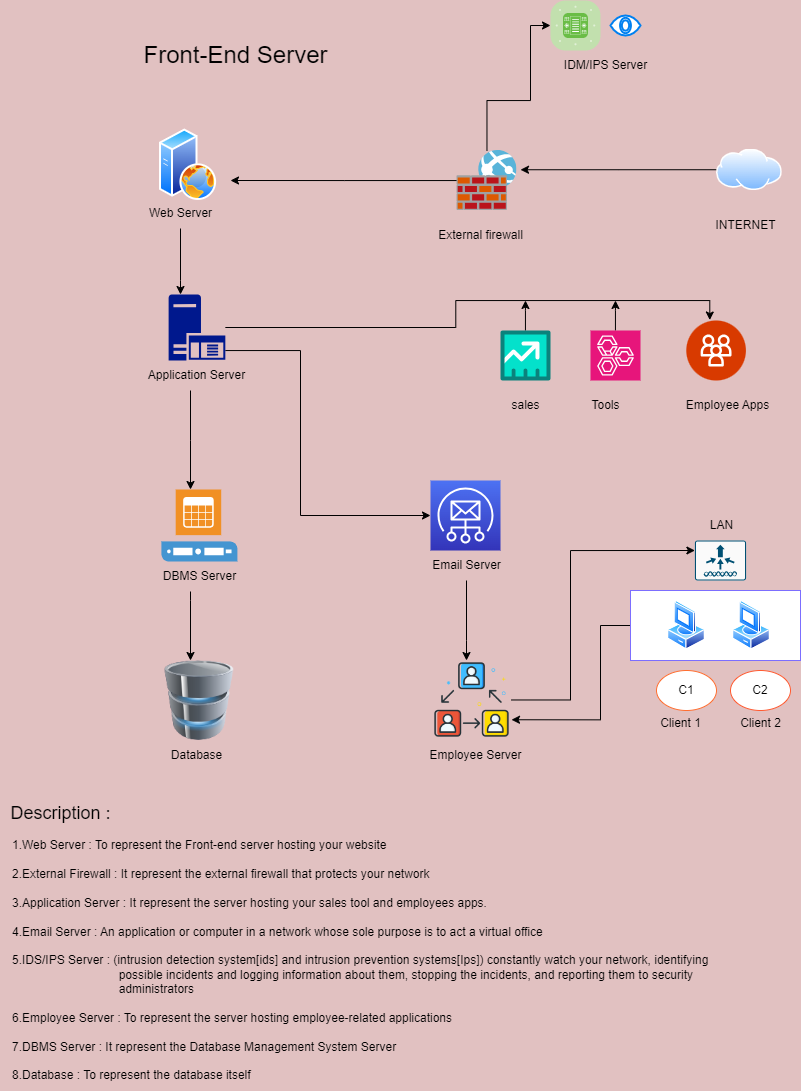 Front-End Server
IDM/IPS Server
Web Server
External firewall
INTERNET
Application Server
sales
Tools
Employee Apps
LAN
DBMS Server
Email Server
C1
C2
Client 1
Client 2
Database
Employee Server
Description :
1.Web Server : To represent the Front-end server hosting your website
2.External Firewall : It represent the external firewall that protects your network
3.Application Server : It represent the server hosting your sales tool and employees apps.
4.Email Server : An application or computer in a network whose sole purpose is to act a virtual office
5.IDS/IPS Server : (intrusion detection system[ids] and intrusion prevention systems[Ips]) constantly watch your network, identifying
possible incidents and logging information about them, stopping the incidents, and reporting them to security
administrators
6.Employee Server : To represent the server hosting employee-related applications
7.DBMS Server : It represent the Database Management System Server
8.Database : To represent the database itself